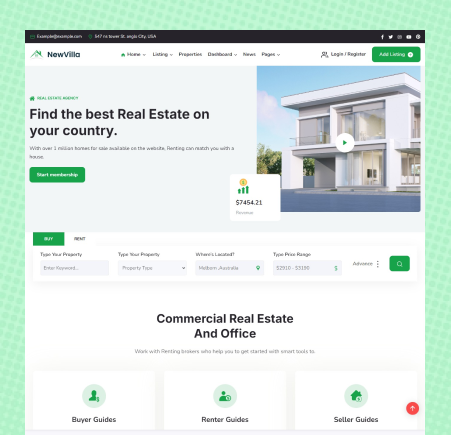 Example@example.com 547 ns tower St. angis City, USA
NewVilla Home Listing Properties Dashboard News Pages Login / Register Add Listing
REAL ESTATE AGENCY
Find the best Real Estate on
your country.
With over 1 million homes for sale available on the website, Renting can match you with a
house.
Start membership
$7454.21
Revenue
BUY RENT
Type Your Property Type Your Property Where's Located? Type Price Range
Enter Keyword... Property Type Melborn ,Australia $2910 - $3190 $ Advance
Commercial Real Estate
And Office
Work with Renting brokers who help you to get started with smart tools to.
Buyer Guides Renter Guides Seller Guides